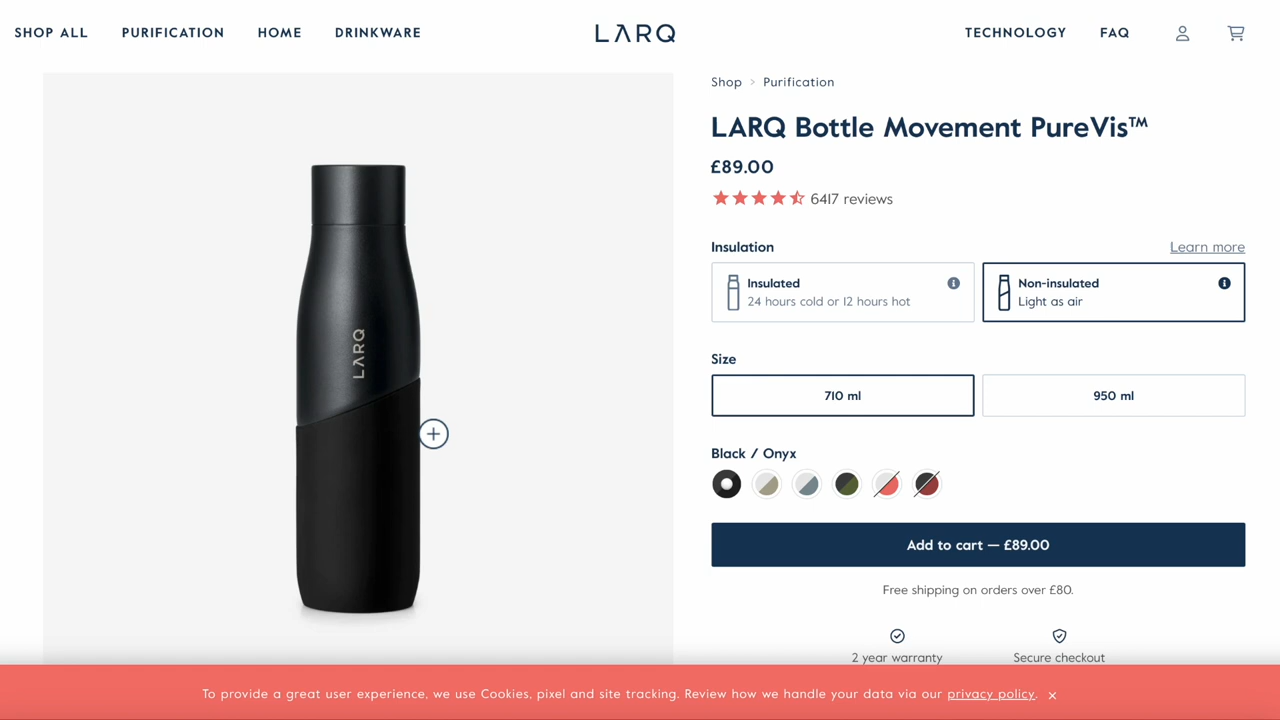 SHOP ALL PURIFICATION HOME DRINKWARE LARQ TECHNOLOGY FAQ
Shop > Purification
LARQ Bottle Movement PureVis™
£89.00
6417 reviews
Insulation Learn more
Insulated
24 hours cold or 12 hours hot
Non-insulated
Light as air
Size
710 ml 950 ml
Black / Onyx
Add to cart — £89.00
Free shipping on orders over £80.
2 year warranty Secure checkout
LARQ
To provide a great user experience, we use Cookies, pixel and site tracking. Review how we handle your data via our privacy policy. ×